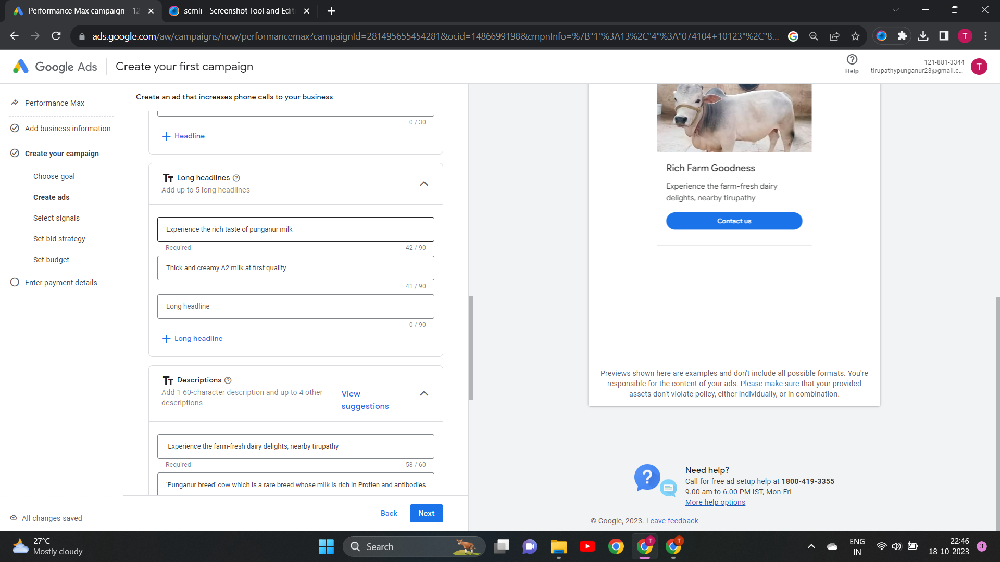 Performance Max campaign - 12
scrnli - Screenshot Tool and Edit
ads.google.com/aw/campaigns/new/performancemax?campaignId=281495655454281&ocid=1486699198&cmpnInfo=%7B"1"%3A13%2C"4"%3A"074104+10123"%2C"8...
T
Google Ads
Create your first campaign
Help
121-881-3344
tirupathypunganur23@gmail.c...
T
Performance Max
Add business information
Create your campaign
Choose goal
Create ads
Select signals
Set bid strategy
Set budget
Enter payment details
All changes saved
Create an ad that increases phone calls to your business
0 / 30
+ Headline
Tт Long headlines
Add up to 5 long headlines
Experience the rich taste of punganur milk
Required 42 / 90
Thick and creamy A2 milk at first quality
41 / 90
Long headline
0 / 90
+ Long headline
Tт Descriptions
Add 1 60-character description and up to 4 other
descriptions
View
suggestions
Experience the farm-fresh dairy delights, nearby tirupathy
Required 58 / 60
'Punganur breed' cow which is a rare breed whose milk is rich in Protien and antibodies
Back
Next
Rich Farm Goodness
Experience the farm-fresh dairy
delights, nearby tirupathy
Contact us
Previews shown here are examples and don't include all possible formats. You're
responsible for the content of your ads. Please make sure that your provided
assets don't violate policy, either individually, or in combination.
Need help?
Call for free ad setup help at 1800-419-3355
9.00 am to 6.00 PM IST, Mon-Fri
More help options
© Google, 2023. Leave feedback
27°C
Mostly cloudy
Search
T
T
ENG
IN
22:46
18-10-2023
3